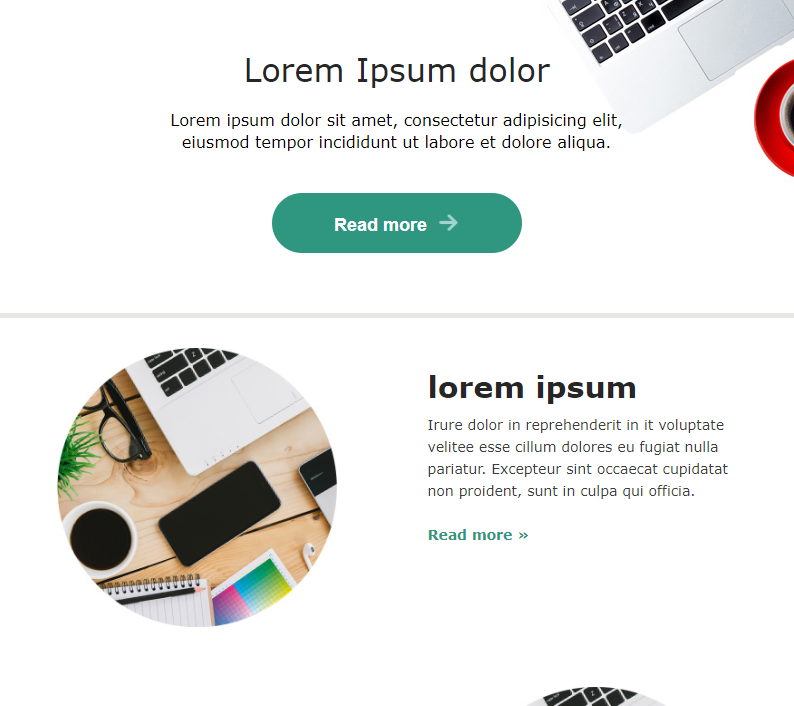 Lorem Ipsum dolor
Lorem ipsum dolor sit amet, consectetur adipisicing elit,
eiusmod tempor incididunt ut labore et dolore aliqua.
Read more →
lorem ipsum
Irure dolor in reprehenderit in it voluptate
velitee esse cillum dolores eu fugiat nulla
pariatur. Excepteur sint occaecat cupidatat
non proident, sunt in culpa qui officia.
Read more »